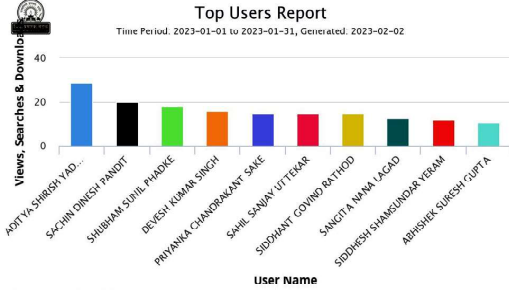 Top Users Report
Time Period: 2023-01-01 to 2023-01-31, Generated: 2023-02-02
Views, Searches & Downloa
40
20
0
ADITYA SHIRISH YAD...
SACHIN DINESH PANDIT
SHUBHAM SUNIL PHADKE
DEVESH KUMAR SINGH
PRIYANKA CHANDRAKANT SAKE
SAHIL SANJAY UTTEKAR
SIDDHANT GOVIND RATHOD
SANGITA NANA LAGAD
SIDDHESH SHAMSUNDAR YERAM
ABHISHEK SURESH GUPTA
User Name